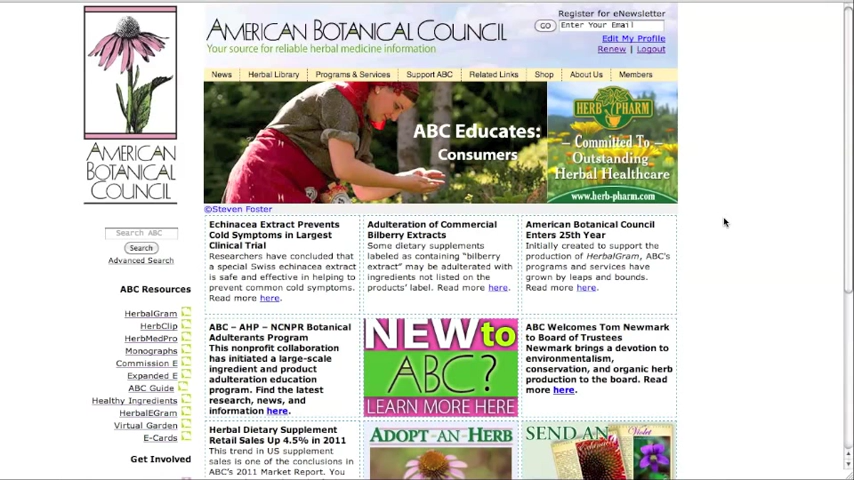 AMERICAN BOTANICAL COUNCIL
Your source for reliable herbal medicine information
Register for eNewsletter
GO Enter Your Email
Edit My Profile
Renew | Logout
News Herbal Library Programs & Services Support ABC Related Links Shop About Us Members
AMERICAN
BOTANICAL
COUNCIL
ABC Educates:
Consumers
HERB PHARM
– Committed To –
Outstanding
Herbal Healthcare
www.herb-pharm.com
©Steven Foster
Search ABC
Search
Advanced Search
ABC Resources
HerbalGram
HerbClip
HerbMedPro
Monographs
Commission E
Expanded E
ABC Guide
Healthy Ingredients
HerbalEGram
Virtual Garden
E-Cards
Get Involved
Echinacea Extract Prevents
Cold Symptoms in Largest
Clinical Trial
Researchers have concluded that
a special Swiss echinacea extract
is safe and effective in helping to
prevent common cold symptoms.
Read more here.
Adulteration of Commercial
Bilberry Extracts
Some dietary supplements
labeled as containing "bilberry
extract" may be adulterated with
ingredients not listed on the
products' label. Read more here.
American Botanical Council
Enters 25th Year
Initially created to support the
production of HerbalGram, ABC's
programs and services have
grown by leaps and bounds.
Read more here.
ABC – AHP – NCNPR Botanical
Adulterants Program
This nonprofit collaboration
has initiated a large-scale
ingredient and product
adulteration education
program. Find the latest
research, news, and
information here.
NEW to
ABC?
LEARN MORE HERE
ABC Welcomes Tom Newmark
to Board of Trustees
Newmark brings a devotion to
environmentalism,
conservation, and organic herb
production to the board. Read
more here.
Herbal Dietary Supplement
Retail Sales Up 4.5% in 2011
This trend in US supplement
sales is one of the conclusions in
ABC's 2011 Market Report. You
ADOPT-AN-HERB
SEND AN
Violet